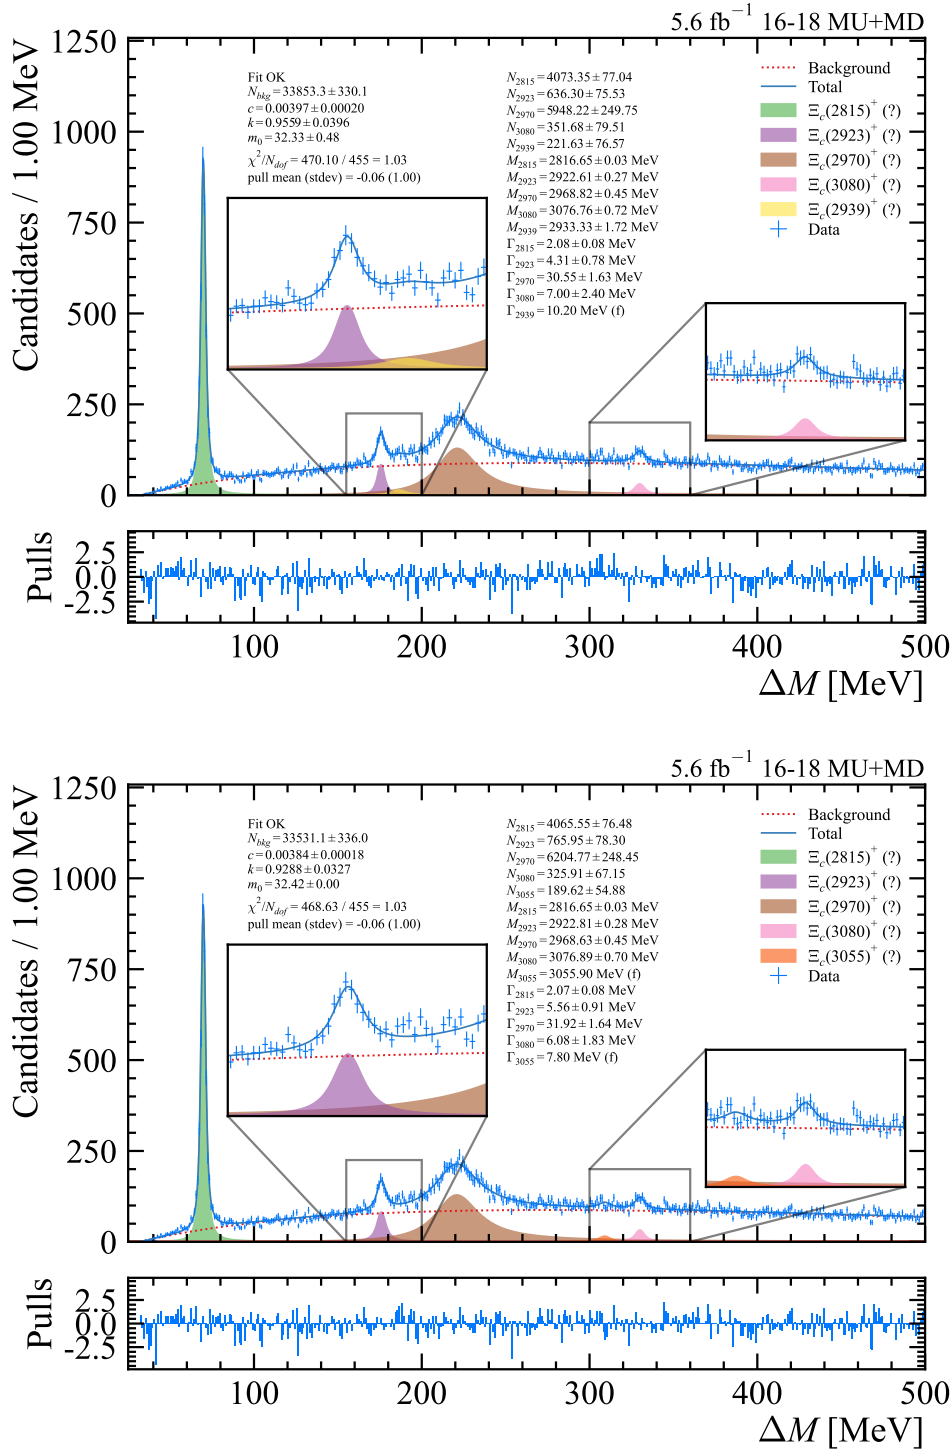 5.6 fb⁻¹ 16-18 MU+MD
Candidates / 1.00 MeV
1250
1000
750
500
250
0
Fit OK
N_bkg = 33853.3 ± 330.1
c = 0.00397 ± 0.00020
k = 0.9559 ± 0.0396
m₀ = 32.33 ± 0.48
χ²/N_dof = 470.10 / 455 = 1.03
pull mean (stdev) = -0.06 (1.00)
N₂₈₁₅ = 4073.35 ± 77.04
N₂₉₂₃ = 636.30 ± 75.53
N₂₉₇₀ = 5948.22 ± 249.75
N₃₀₈₀ = 351.68 ± 79.51
N₂₉₃₉ = 221.63 ± 76.57
M₂₈₁₅ = 2816.65 ± 0.03 MeV
M₂₉₂₃ = 2922.61 ± 0.27 MeV
M₂₉₇₀ = 2968.82 ± 0.45 MeV
M₃₀₈₀ = 3076.76 ± 0.72 MeV
M₂₉₃₉ = 2933.33 ± 1.72 MeV
Γ₂₈₁₅ = 2.08 ± 0.08 MeV
Γ₂₉₂₃ = 4.31 ± 0.78 MeV
Γ₂₉₇₀ = 30.55 ± 1.63 MeV
Γ₃₀₈₀ = 7.00 ± 2.40 MeV
Γ₂₉₃₉ = 10.20 MeV (f)
Background
Total
Ξ_c(2815)⁺ (?)
Ξ_c(2923)⁺ (?)
Ξ_c(2970)⁺ (?)
Ξ_c(3080)⁺ (?)
Ξ_c(2939)⁺ (?)
Data
Pulls
2.5
0.0
-2.5
100 200 300 400 500
ΔM [MeV]
5.6 fb⁻¹ 16-18 MU+MD
Candidates / 1.00 MeV
1250
1000
750
500
250
0
Fit OK
N_bkg = 33531.1 ± 336.0
c = 0.00384 ± 0.00018
k = 0.9288 ± 0.0327
m₀ = 32.42 ± 0.00
χ²/N_dof = 468.63 / 455 = 1.03
pull mean (stdev) = -0.06 (1.00)
N₂₈₁₅ = 4065.55 ± 76.48
N₂₉₂₃ = 765.95 ± 78.30
N₂₉₇₀ = 6204.77 ± 248.45
N₃₀₈₀ = 325.91 ± 67.15
N₃₀₅₅ = 189.62 ± 54.88
M₂₈₁₅ = 2816.65 ± 0.03 MeV
M₂₉₂₃ = 2922.81 ± 0.28 MeV
M₂₉₇₀ = 2968.63 ± 0.45 MeV
M₃₀₈₀ = 3076.89 ± 0.70 MeV
M₃₀₅₅ = 3055.90 MeV (f)
Γ₂₈₁₅ = 2.07 ± 0.08 MeV
Γ₂₉₂₃ = 5.56 ± 0.91 MeV
Γ₂₉₇₀ = 31.92 ± 1.64 MeV
Γ₃₀₈₀ = 6.08 ± 1.83 MeV
Γ₃₀₅₅ = 7.80 MeV (f)
Background
Total
Ξ_c(2815)⁺ (?)
Ξ_c(2923)⁺ (?)
Ξ_c(2970)⁺ (?)
Ξ_c(3080)⁺ (?)
Ξ_c(3055)⁺ (?)
Data
Pulls
2.5
0.0
-2.5
100 200 300 400 500
ΔM [MeV]